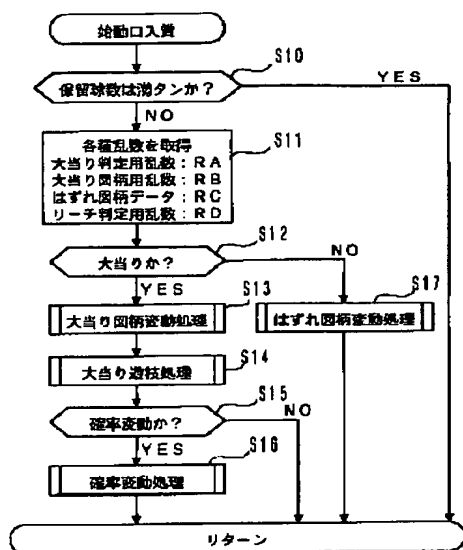 始動口入賞
S10
保留球数は満タンか？
YES
NO
各種乱数を取得
大当り判定用乱数：RA
大当り図柄用乱数：RB
はずれ図柄データ：RC
リーチ判定用乱数：RD
S11
S12
大当りか？
NO
YES
S13
S17
大当り図柄変動処理
はずれ図柄変動処理
S14
大当り遊技処理
S15
確率変動か？
NO
YES
S16
確率変動処理
リターン